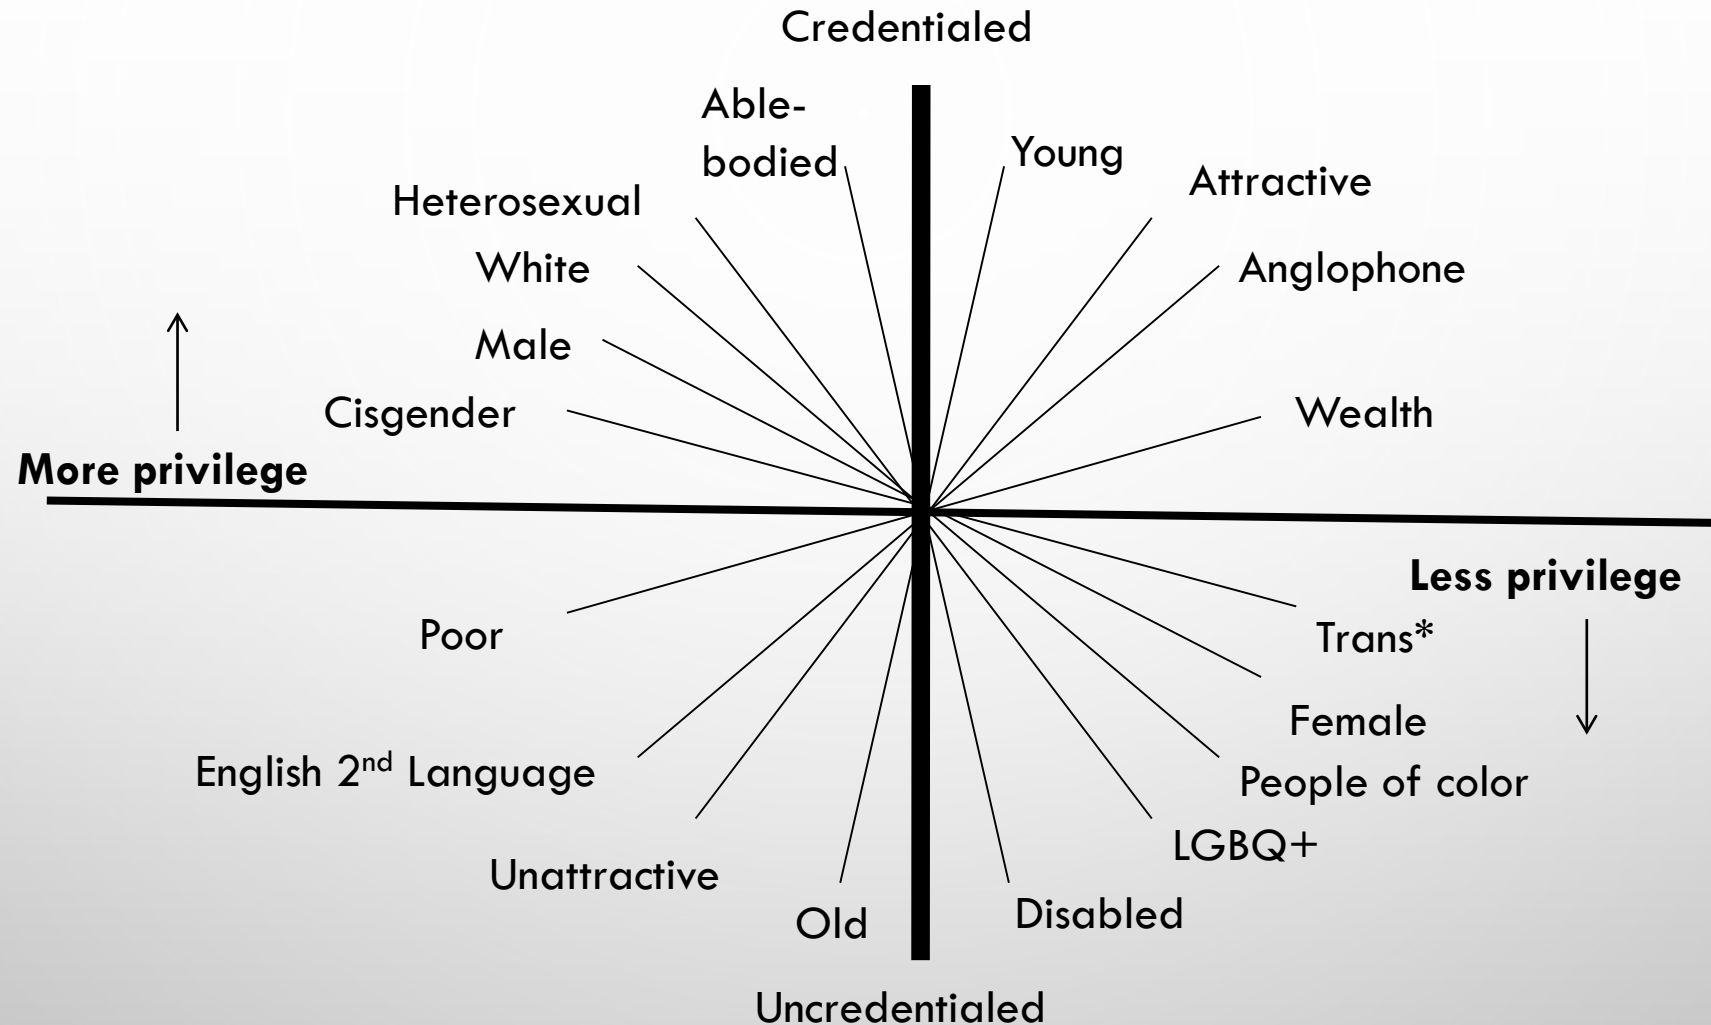 Credentialed
Able-
bodied
Young
Attractive
Heterosexual
White
Anglophone
Male
Cisgender
Wealth
More privilege
Less privilege
Poor
Trans*
Female
English 2nd Language
People of color
LGBQ+
Unattractive
Old
Disabled
Uncredentialed